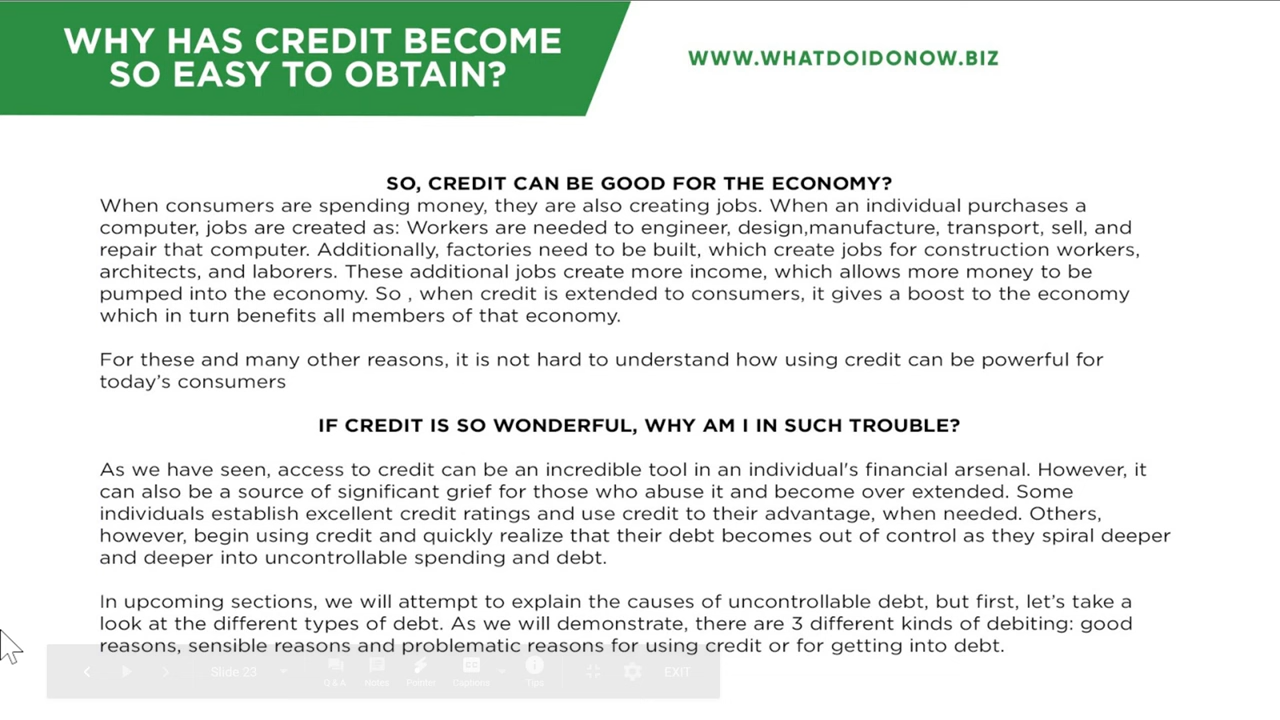 WHY HAS CREDIT BECOME
SO EASY TO OBTAIN?
WWW.WHATDOIDONOW.BIZ
SO, CREDIT CAN BE GOOD FOR THE ECONOMY?
When consumers are spending money, they are also creating jobs. When an individual purchases a
computer, jobs are created as: Workers are needed to engineer, design,manufacture, transport, sell, and
repair that computer. Additionally, factories need to be built, which create jobs for construction workers,
architects, and laborers. These additional jobs create more income, which allows more money to be
pumped into the economy. So , when credit is extended to consumers, it gives a boost to the economy
which in turn benefits all members of that economy.
For these and many other reasons, it is not hard to understand how using credit can be powerful for
today's consumers
IF CREDIT IS SO WONDERFUL, WHY AM I IN SUCH TROUBLE?
As we have seen, access to credit can be an incredible tool in an individual's financial arsenal. However, it
can also be a source of significant grief for those who abuse it and become over extended. Some
individuals establish excellent credit ratings and use credit to their advantage, when needed. Others,
however, begin using credit and quickly realize that their debt becomes out of control as they spiral deeper
and deeper into uncontrollable spending and debt.
In upcoming sections, we will attempt to explain the causes of uncontrollable debt, but first, let's take a
look at the different types of debt. As we will demonstrate, there are 3 different kinds of debiting: good
reasons, sensible reasons and problematic reasons for using credit or for getting into debt.
Slide 23 Q & A Notes Pointer Captions Tips EXIT